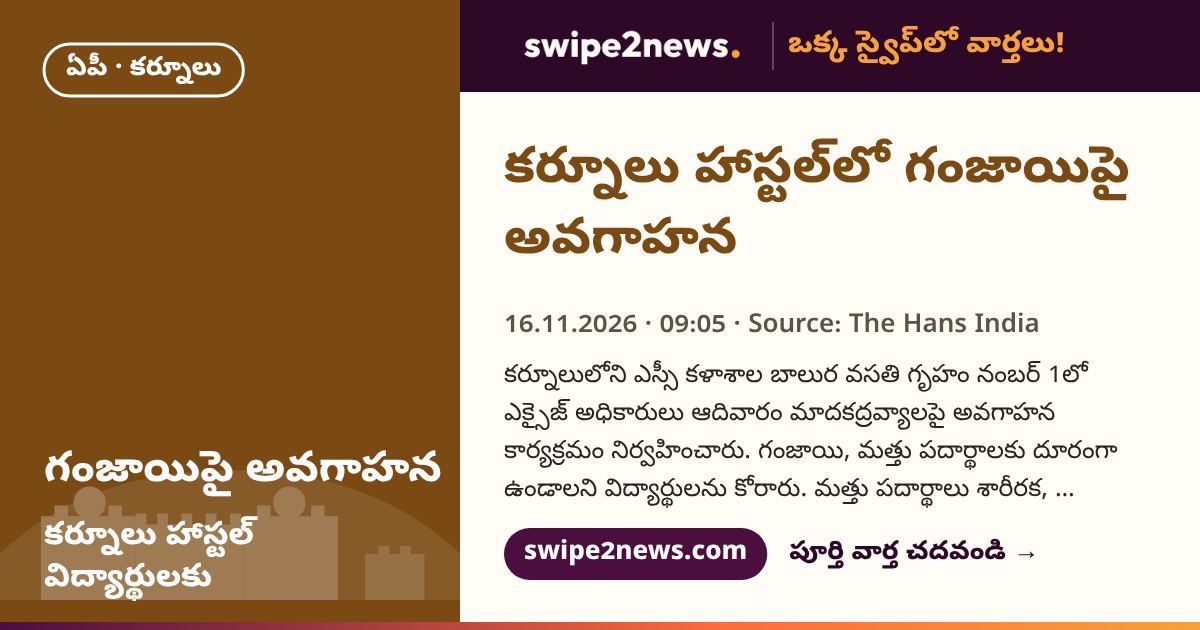 ఏపీ · కర్నూలు
గంజాయిపై అవగాహన
కర్నూలు హాస్టల్
విద్యార్థులకు
swipe2news.
ఒక్క స్వైప్‌లో వార్తలు!
కర్నూలు హాస్టల్‌లో గంజాయిపై
అవగాహన
16.11.2026 · 09:05 · Source: The Hans India
కర్నూలులోని ఎస్సీ కళాశాల బాలుర వసతి గృహం నంబర్ 1లో
ఎక్సైజ్ అధికారులు ఆదివారం మాదకద్రవ్యాలపై అవగాహన
కార్యక్రమం నిర్వహించారు. గంజాయి, మత్తు పదార్థాలకు దూరంగా
ఉండాలని విద్యార్థులను కోరారు. మత్తు పదార్థాలు శారీరక, ...
swipe2news.com
పూర్తి వార్త చదవండి →